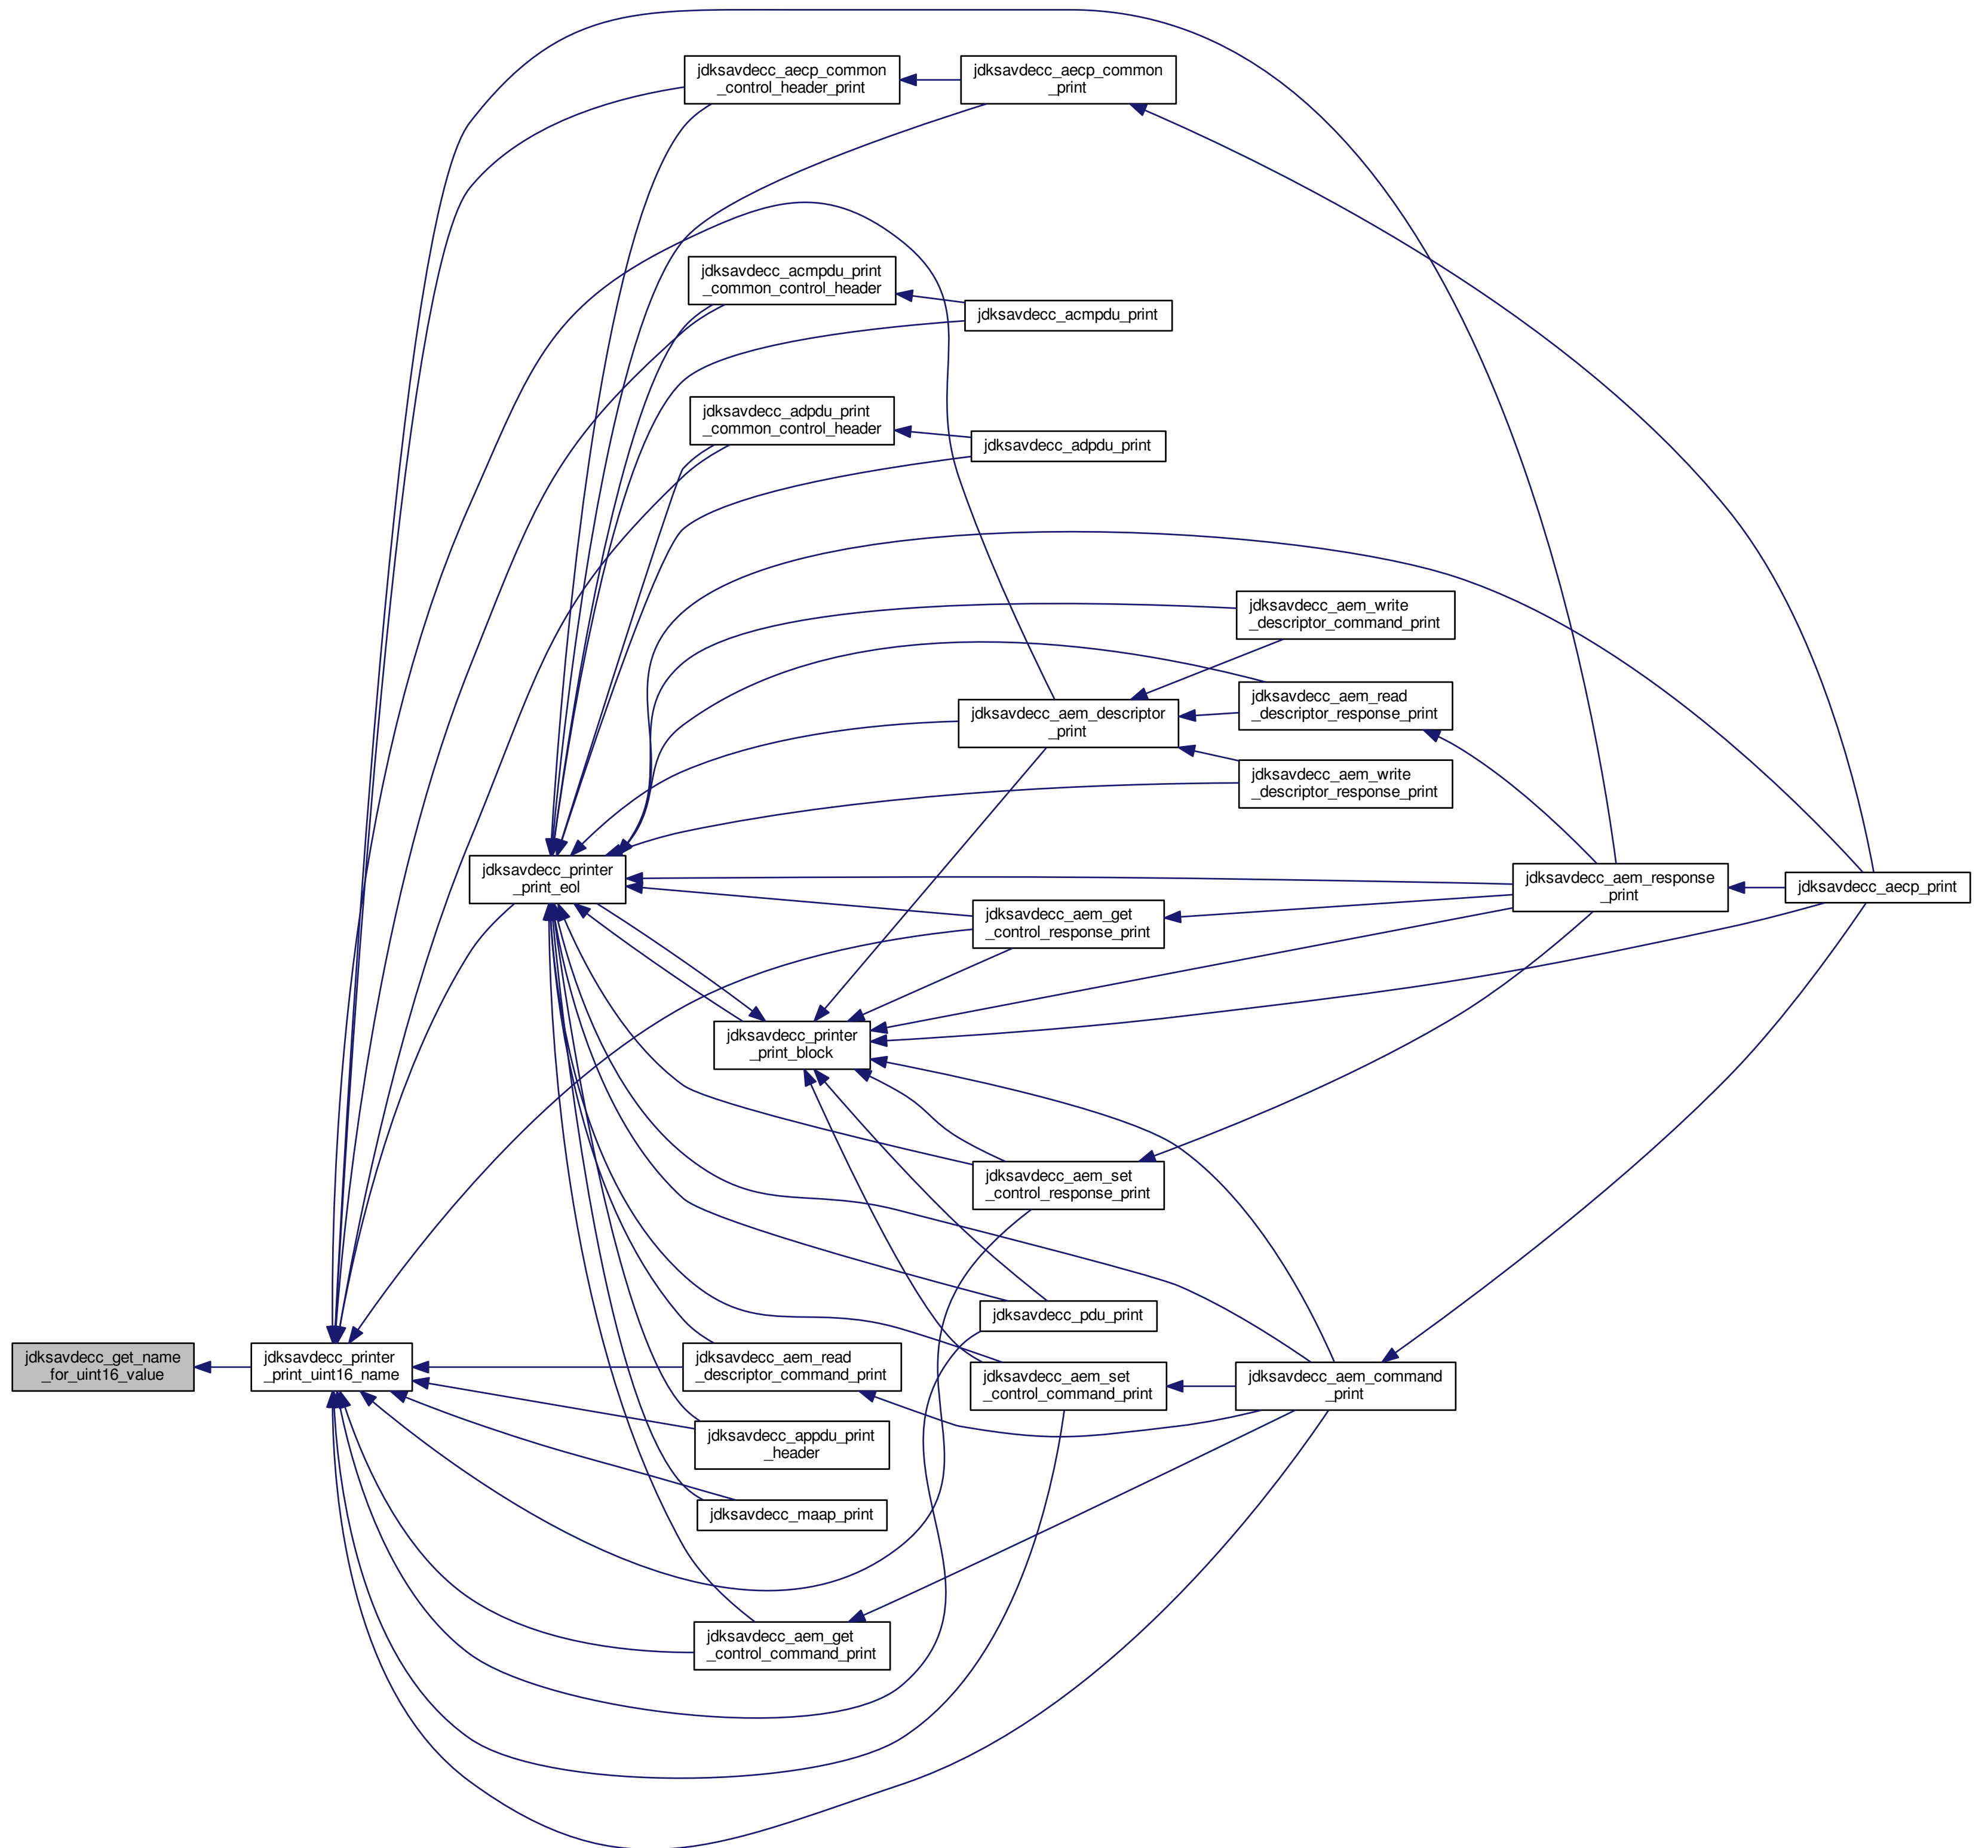 jdksavdecc_aecp_common
_control_header_print
jdksavdecc_aecp_common
_print
jdksavdecc_acmpdu_print
_common_control_header
jdksavdecc_acmpdu_print
jdksavdecc_adpdu_print
_common_control_header
jdksavdecc_adpdu_print
jdksavdecc_aem_write
_descriptor_command_print
jdksavdecc_aem_read
_descriptor_response_print
jdksavdecc_aem_descriptor
_print
jdksavdecc_aem_write
_descriptor_response_print
jdksavdecc_printer
_print_eol
jdksavdecc_aem_response
_print
jdksavdecc_aecp_print
jdksavdecc_aem_get
_control_response_print
jdksavdecc_printer
_print_block
jdksavdecc_aem_set
_control_response_print
jdksavdecc_pdu_print
jdksavdecc_get_name
_for_uint16_value
jdksavdecc_printer
_print_uint16_name
jdksavdecc_aem_read
_descriptor_command_print
jdksavdecc_aem_set
_control_command_print
jdksavdecc_aem_command
_print
jdksavdecc_appdu_print
_header
jdksavdecc_maap_print
jdksavdecc_aem_get
_control_command_print